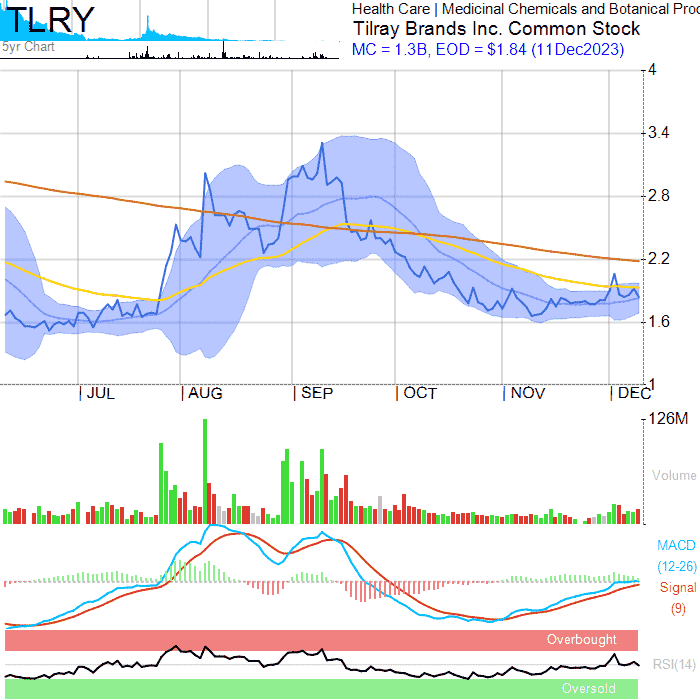 TLRY
5yr Chart
Health Care | Medicinal Chemicals and Botanical Proc
Tilray Brands Inc. Common Stock
MC = 1.3B, EOD = $1.84 (11Dec2023)
4
3.4
2.8
2.2
1.6
1
JUL AUG SEP OCT NOV DEC
126M
Volume
MACD
(12-26)
Signal
(9)
Overbought
RSI(14)
Oversold